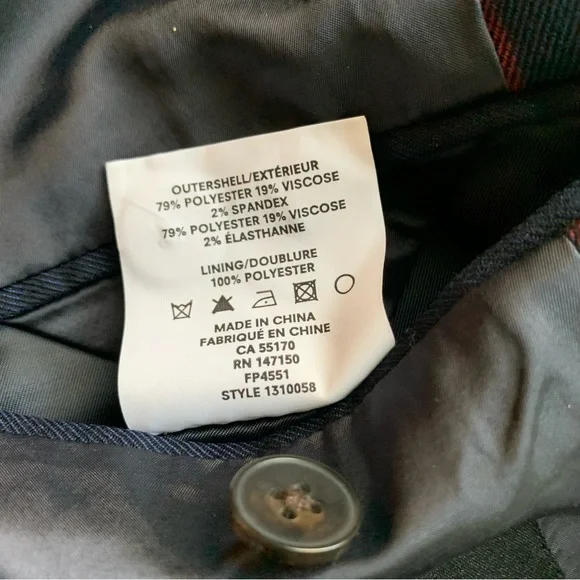 OUTERSHELL/EXTÉRIEUR
79% POLYESTER 19% VISCOSE
2% SPANDEX
79% POLYESTER 19% VISCOSE
2% ÉLASTHANNE
LINING/DOUBLURE
100% POLYESTER
MADE IN CHINA
FABRIQUÉ EN CHINE
CA 55170
RN 147150
FP4551
STYLE 1310058